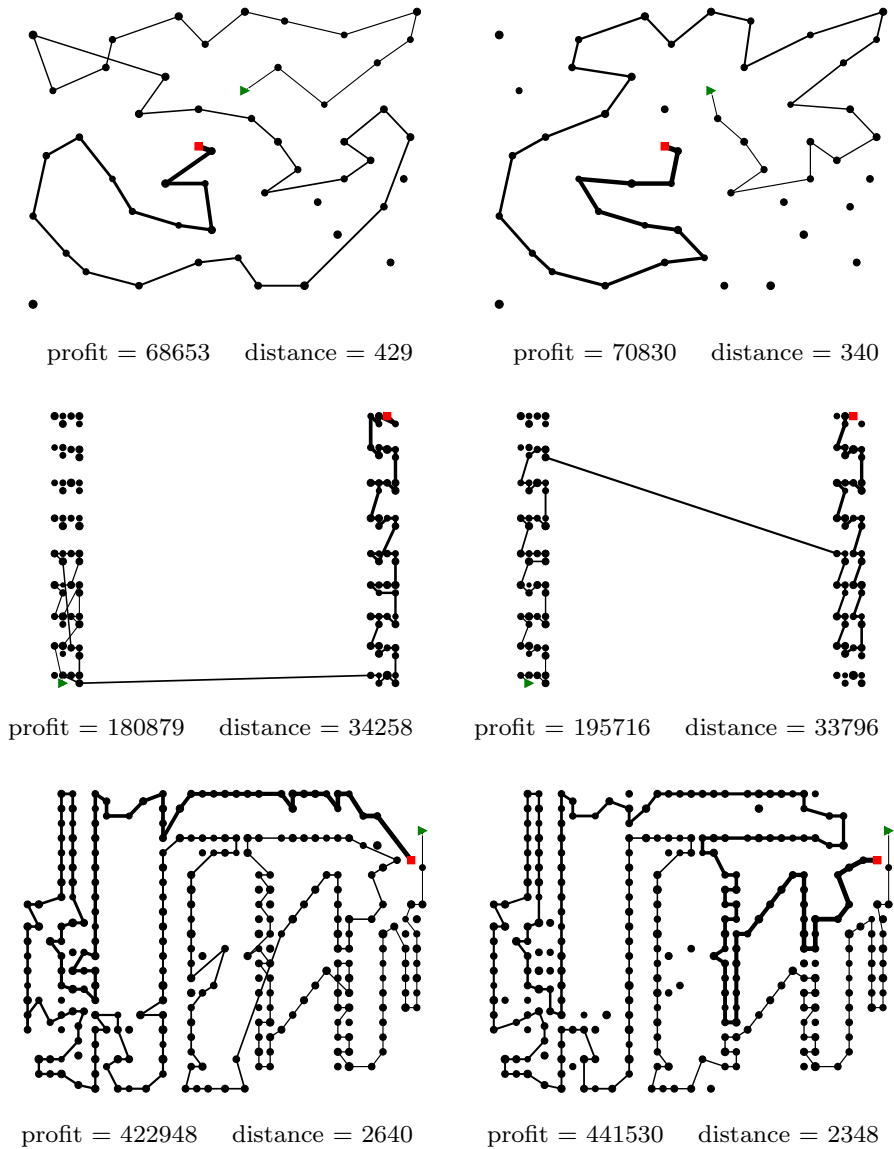 profit = 68653 distance = 429 profit = 70830 distance = 340
profit = 180879 distance = 34258 profit = 195716 distance = 33796
profit = 422948 distance = 2640 profit = 441530 distance = 2348